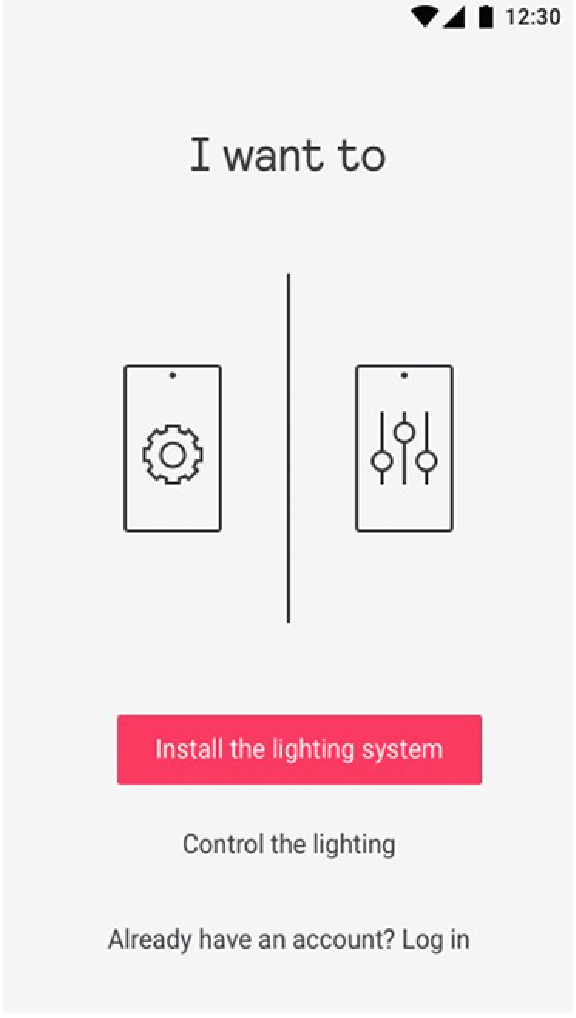 12:30
I want to
Install the lighting system
Control the lighting
Already have an account? Log in